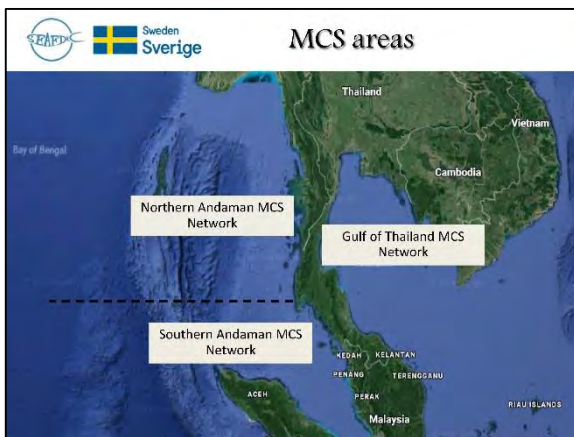 SEAFDEC
Sweden
Sverige
MCS areas
Thailand
Vietnam
Bay of Bengal
Cambodia
Northern Andaman MCS
Network
Gulf of Thailand MCS
Network
Southern Andaman MCS
Network
KEDAH
KELANTAN
PENANG
TERENGGANU
ACEH
PERAK
RIAU ISLANDS
Malaysia